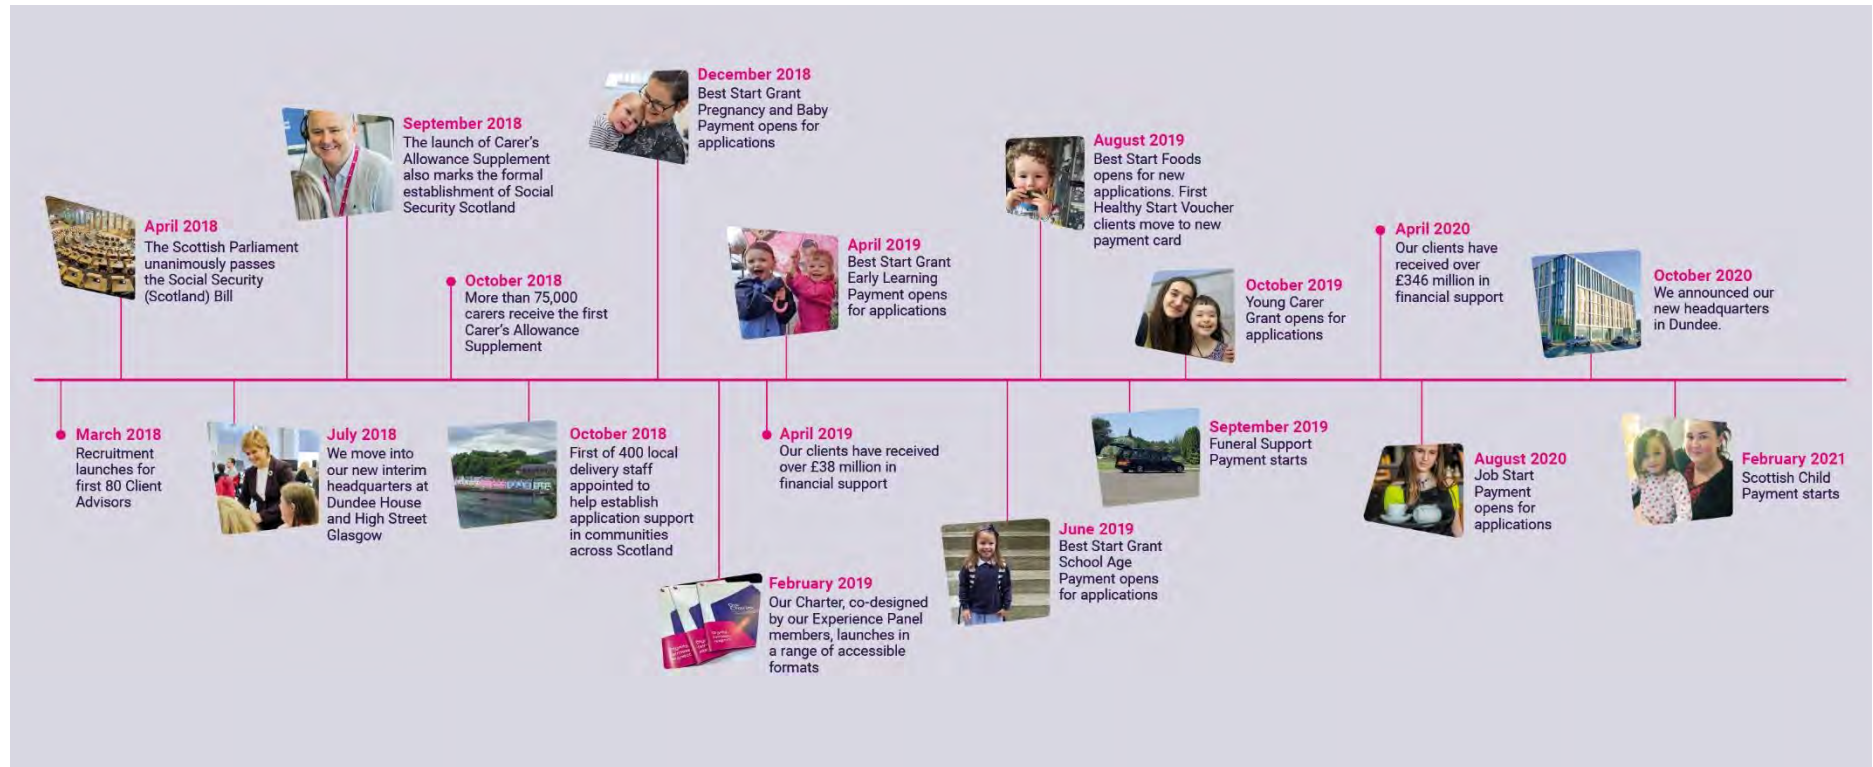 March 2018
Recruitment
launches for
first 80 Client
Advisors
April 2018
The Scottish Parliament
unanimously passes
the Social Security
(Scotland) Bill
July 2018
We move into
our new interim
headquarters at
Dundee House
and High Street
Glasgow
September 2018
The launch of Carer's
Allowance Supplement
also marks the formal
establishment of Social
Security Scotland
October 2018
More than 75,000
carers receive the first
Carer's Allowance
Supplement
October 2018
First of 400 local
delivery staff
appointed to
help establish
application support
in communities
across Scotland
December 2018
Best Start Grant
Pregnancy and Baby
Payment opens for
applications
February 2019
Our Charter, co-designed
by our Experience Panel
members, launches in
a range of accessible
formats
April 2019
Our clients have received
over £38 million in
financial support
April 2019
Best Start Grant
Early Learning
Payment opens
for applications
June 2019
Best Start Grant
School Age
Payment opens
for applications
August 2019
Best Start Foods
opens for new
applications. First
Healthy Start Voucher
clients move to new
payment card
September 2019
Funeral Support
Payment starts
October 2019
Young Carer
Grant opens for
applications
April 2020
Our clients have
received over
£346 million in
financial support
August 2020
Job Start
Payment
opens for
applications
October 2020
We announced our
new headquarters
in Dundee.
February 2021
Scottish Child
Payment starts